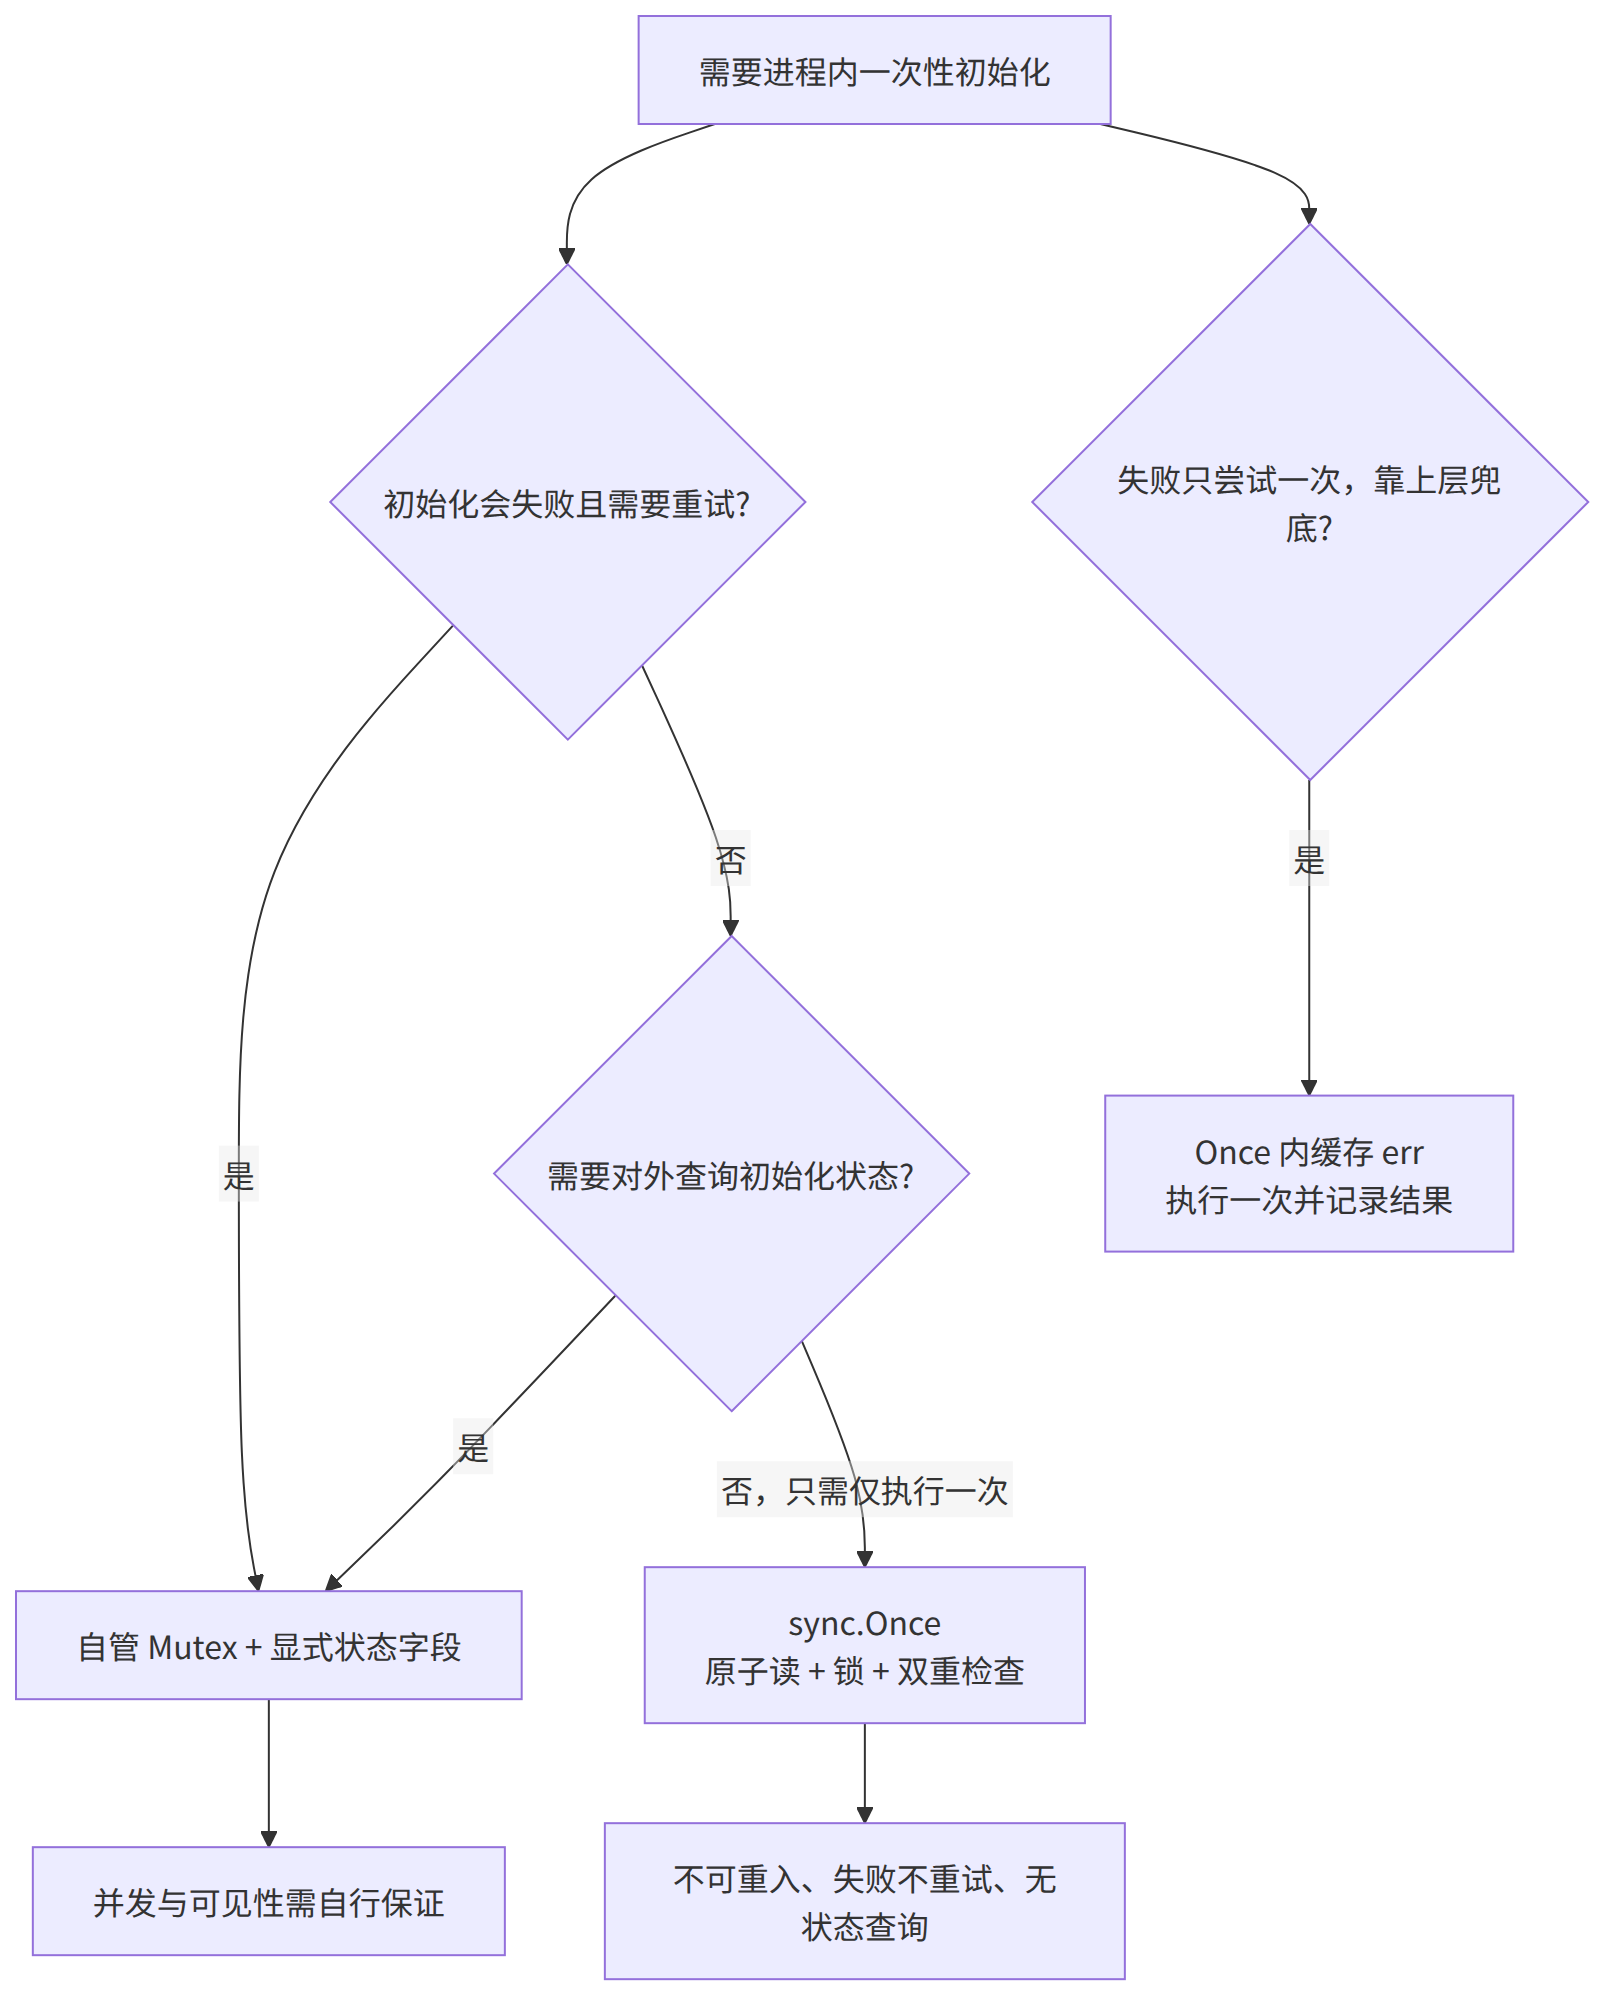 需要进程内一次性初始化
初始化会失败且需要重试?
失败只尝试一次，靠上层兜
底?
否
是
是
需要对外查询初始化状态?
Once 内缓存 err
执行一次并记录结果
是
否，只需仅执行一次
自管 Mutex + 显式状态字段
sync.Once
原子读 + 锁 + 双重检查
并发与可见性需自行保证
不可重入、失败不重试、无
状态查询